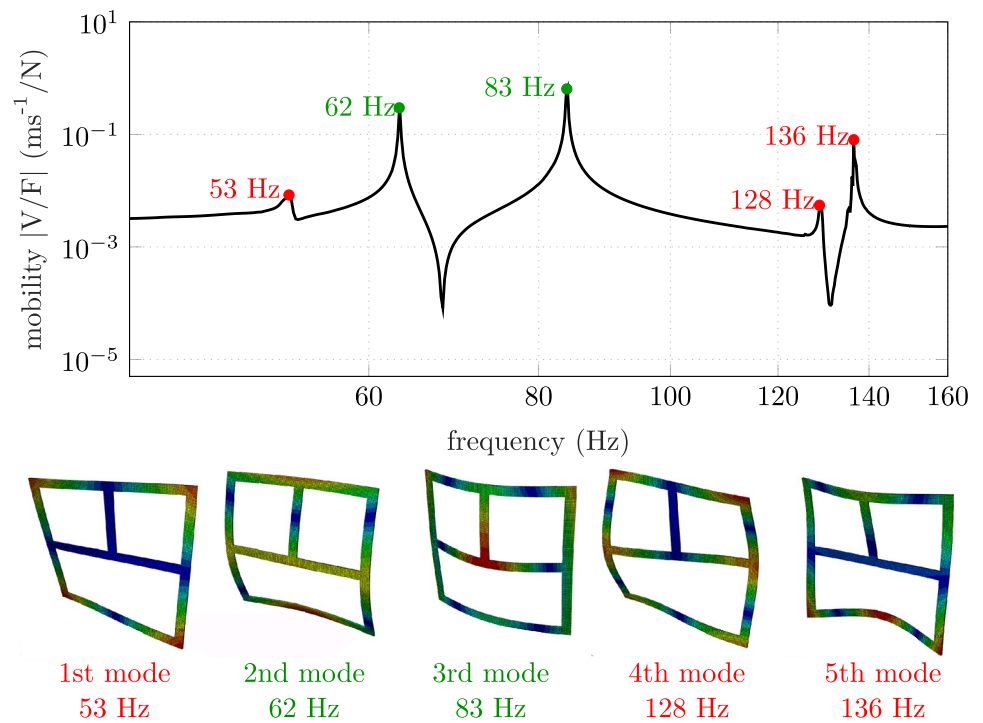 10^1
10^-1
10^-3
10^-5
mobility |V/F| (ms^-1/N)
53 Hz
62 Hz
83 Hz
128 Hz
136 Hz
60 80 100 120 140 160
frequency (Hz)
1st mode 2nd mode 3rd mode 4th mode 5th mode
53 Hz 62 Hz 83 Hz 128 Hz 136 Hz